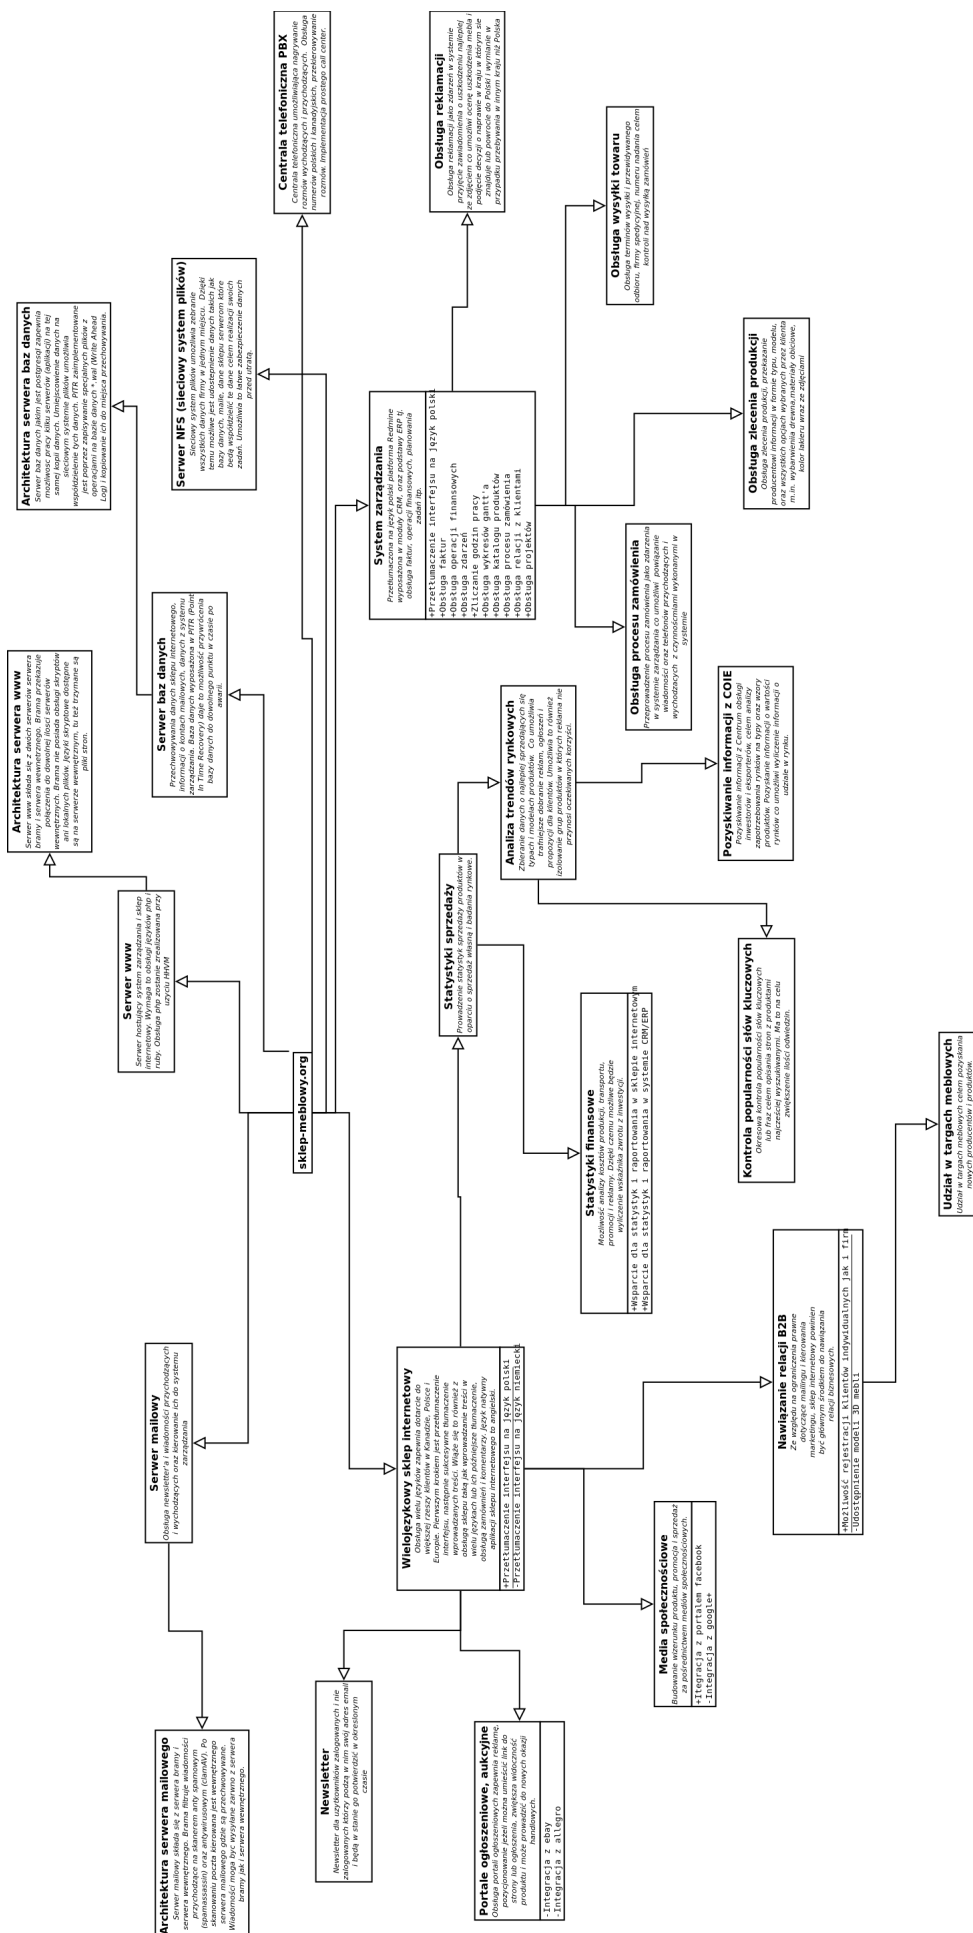 Architektura serwera www
Serwer www składa się z dwóch serwerów serwera
bramy i serwera wewnetrznego. Brama przekazuje
połączenia do dowolnej ilosci serwerów
wewnętrznych. Brama nie posiada obsługi skryptów
ani lokalnych plików. Języki skryptowe dostępne
są na serwerze wewnętrznym, tu też trzymane są
pliki stron.
Architektura serwera baz danych
Serwer baz danych jakim jest postgresql zapewnia
możliwosc pracy kilku serwerów (aplikacji) na tej
samej kopii danych. Umiejscowienie danych na
współdzielenie tych danych. PITR zaimplementowane
jest poprzez zapisywanie specjalnych plików z
operacjami na bazie danych *.wal (Write Ahead
Log) i kopiowanie ich do miejsca przechowywania.
Serwer www
Serwer hostujący system zarządzania i sklep
internetowy. Wymaga to obsługi języków php i
ruby. Obsługa php zostanie zrealizowana przy
użyciu HHVM
Serwer mailowy
Obsługa newsletter'a i wiadomości przychodzących
i wychodzących oraz kierowanie ich do systemu
zarządzania
Architektura serwera mailowego
Serwer mailowy składa się z serwera bramy i
serwera wewnętrznego. Brama filtruje wiadomości
przychodzące na skanerem anty spamowym
(spamassassin) oraz antywirusowym (clamAV). Po
skanowaniu poczta kierowana jest wewnętrznego
serwera mailowego gdzie są przechowywane.
Wiadomości mogą być wysyłane zarówno z serwera
bramy jak i serwera wewnętrznego.
Serwer baz danych
Przechowywania danych sklepu internetowego,
informacji o kontach mailowych, danych z systemu
zarządzania. Baza danych wyposażona w PITR (Point
In Time Recovery) daje to możliwość przywrócenia
bazy danych do dowolnego punktu w czasie po
awarii.
Serwer NFS (sieciowy system plików)
Sieciowy system plików umożliwia zebranie
wszystkich danych firmy w jednym miejscu. Dzięki
temu możliwe jest udostepnienie danych takich jak
bazy danych, maile, dane sklepu serwerom które
bedą współdzielić te dane celem realizacji swoich
zadań. Umożliwia to łatwe zabezpieczenie danych
przed utratą.
Centrala telefoniczna PBX
Centrala telefoniczna umożliwiająca nagrywanie
rozmów wychodzących i przychodzących. Obsługa
numerów polskich i kanadyjskich, przekierowywanie
rozmów. Implementacja prostego call center.
sklep-meblowy.org
Newsletter
Newsletter dla użytkowników zalogowanych i nie
zalogowanych którzy podzą w nim swój adres email
i będą w stanie go potwierdzić w okreslonym
czasie
System zarządzania
Przetłumaczona na język polski platforma Redmine
wyposażona w moduły CRM, oraz podstawy ERP tj.
obsługa faktur, operacji finansowych, planowania
zadań itp.
+Przetłumaczenie interfejsu na język polski
+Obsługa faktur
+Obsługa operacji finansowych
+Obsługa zdarzeń
+Zliczanie godzin pracy
+Obsługa wykresów gantt'a
+Obsługa katalogu produktów
+Obsługa procesu zamówienia
+Obsługa relacji z klientami
+Obsługa projektów
Wielojęzykowy sklep internetowy
Obsługa wielu języków zapewnia dotarcie do
większej rzeszy klientów w Kanadzie, Polsce i
Europie. Pierwszym krokiem jest przetłumaczenie
interfejsu, następnie sukcesywne tłumaczenie
wprowadzanych treści. Wiąże się to również z
obsługą sklepu taką jak wprowadzanie treści w
wielu językach lub ich późniejsze tłumaczenie,
obsługą zamównień i komentarzy. Język natywny
aplikacji sklepu internetowego to angielski.
+Przetłumaczenie interfejsu na język polski
-Przetłumaczenie interfejsu na język niemiecki
Obsługa reklamacji
Obsługa reklamacji jako zdarzeń w systemie
przyjęcie zawiadomienia o uszkodzeniu najlepiej
ze zdjęciem co umozliwi ocenę uszkodzenia mebla i
podjęcie decyzji o naprawie w kraju w którym się
znajduje lub powrocie do Polski i wymianie w
przypadku przebywania w innym kraju niż Polska
Statystyki sprzedaży
Prowadzenie statystyk sprzedaży produktów w
oparciu o sprzedaż własną i badania rynkowe.
Portale ogłoszeniowe, aukcyjne
Obsługa portali ogłoszeniowych zapewnia reklamę,
pozycjonowanie jeżeli można umieścić link do
strony lub ogłoszenia, zwiększa widoczność
produktu i może prowadzić do nowych okazji
handlowych.
-Integracja z ebay
-Integracja z allegro
Analiza trendów rynkowych
Zbieranie danych o najlepiej sprzedających się
typach i modelach produktów. Co umożliwia
trafniejsze dobranie reklam, ogłoszeń i
propozycji dla klientów. Umożliwia to również
izolowanie grup produktów w których reklama nie
przynosi oczekiwanych korzyści.
Statystyki finansowe
Możliwość analizy kosztów produkcji, transportu,
promocji i reklamy. Dzięki czemu możliwe będzie
wyliczenie wskaźnika zwrotu z inwestycji.
+Wsparcie dla statystyk i raportowania w sklepie internetowym
+Wsparcie dla statystyk i raportowania w systemie CRM/ERP
Obsługa wysyłki towaru
Obsługa terminów wysyłki i przewidywanego
odbioru, firmy spedycyjnej, numeru nadania celem
kontroli nad wysyłką zamówień
Obsługa procesu zamówienia
Przeprowadzenie procesu zamówienia jako zdarzenia
w systemie zarządzania co umożliwi powiązanie
wiadomości oraz telefonów przychodzących i
wychodzacych z czynnościmiami wykonanymi w
systemie
Media społecznościowe
Budowanie wizerunku produktu, promocja i sprzedaż
za pośrednictwem mediów społecznościowych.
+Itegracja z portalem facebook
-Integracja z google+
Pozyskiwanie informacji z COIE
Pozyskiwanie informacji z Centrum obsługi
inwestorów i eksporterów, celem analizy
zapotrzebowania rynków na typy oraz wzory
produktów. Pozyskanie informacji o wartości
rynków co umożliwi wyliczenie informacji o
udziale w rynku.
Obsługa zlecenia produkcji
Obsługa zlecenia produkcji, przekazanie
producentowi informacji w formie typu, modelu,
oraz wszystkich opcjach wybranych przez klienta
m.in. wybarwienia drewna,materiały obiciowe,
kolor lakieru wraz ze zdjęciami
Kontrola popularności słów kluczowych
Okresowa kontrola popularności słów kluczowych
lub fraz celem opisania stron z produktami
najcześciej wyszukiwanymi. Ma to na celu
zwiększenie ilości odwiedzin.
Nawiązanie relacji B2B
Ze względu na ograniczenia prawne
dotyczące mailingu i kierowania
marketingu, sklep internetowy powinien
być głównym środkiem do nawiązania
relacji biznesowych.
+Możliwość rejestracji klientów indywidualnych jak i firm
-Udostępnienie modeli 3D mebli
Udział w targach meblowych
Udział w targach meblowych celem pozyskania
nowych producentów i produktów.